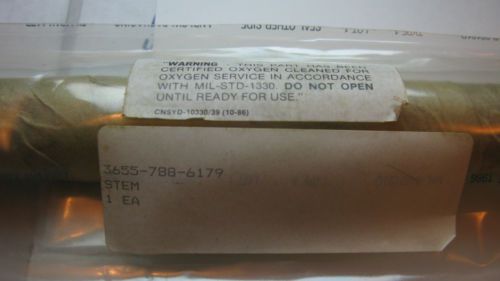 "WARNING THIS PART HAS BEEN
CERTIFIED OXYGEN CLEANED FOR
OXYGEN SERVICE IN ACCORDANCE
WITH MIL-STD-1330. DO NOT OPEN
UNTIL READY FOR USE."
CNSYD-10330/39 (10-86)
3655-788-6179
STEM
1 EA